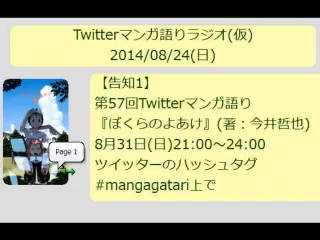 Twitterマンガ語りラジオ(仮)
2014/08/24(日)
【告知1】
第57回Twitterマンガ語り
『ぼくらのよあけ』(著：今井哲也)
8月31日(日)21:00～24:00
ツイッターのハッシュタグ
#mangagatari上で
Page 1